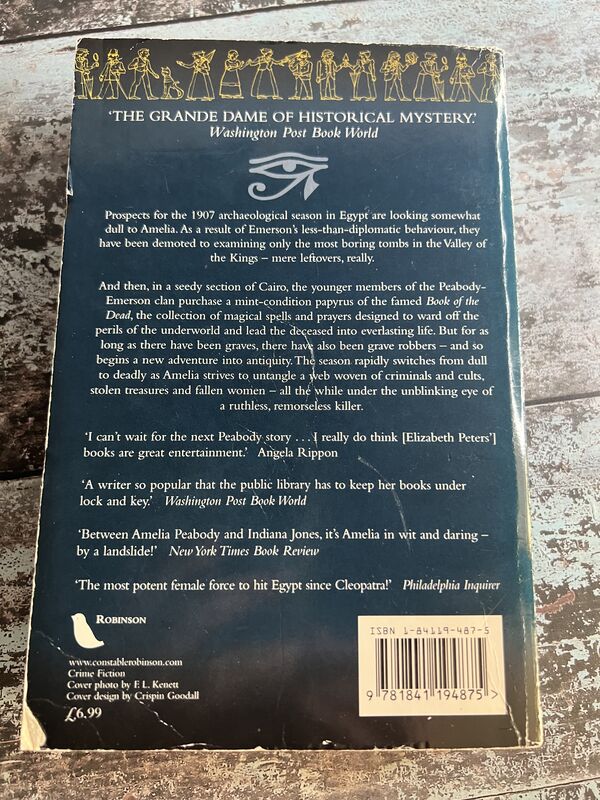 ‘THE GRANDE DAME OF HISTORICAL MYSTERY.’
Washington Post Book World
Prospects for the 1907 archaeological season in Egypt are looking somewhat
dull to Amelia. As a result of Emerson’s less-than-diplomatic behaviour, they
have been demoted to examining only the most boring tombs in the Valley of
the Kings – mere leftovers, really.
And then, in a seedy section of Cairo, the younger members of the Peabody-
Emerson clan purchase a mint-condition papyrus of the famed Book of the
Dead, the collection of magical spells and prayers designed to ward off the
perils of the underworld and lead the deceased into everlasting life. But for as
long as there have been graves, there have also been grave robbers – and so
begins a new adventure into antiquity. The season rapidly switches from dull
to deadly as Amelia strives to untangle a web woven of criminals and cults,
stolen treasures and fallen women – all the while under the unblinking eye of
a ruthless, remorseless killer.
‘I can’t wait for the next Peabody story . . . I really do think [Elizabeth Peters’]
books are great entertainment.’ Angela Rippon
‘A writer so popular that the public library has to keep her books under
lock and key.’ Washington Post Book World
‘Between Amelia Peabody and Indiana Jones, it’s Amelia in wit and daring –
by a landslide!’ New York Times Book Review
‘The most potent female force to hit Egypt since Cleopatra!’ Philadelphia Inquirer
ROBINSON
www.constablerobinson.com
Crime Fiction
Cover photo by F. L. Kenett
Cover design by Crispin Goodall
£6.99
ISBN 1-84119-487-5
9 781841 194875 >